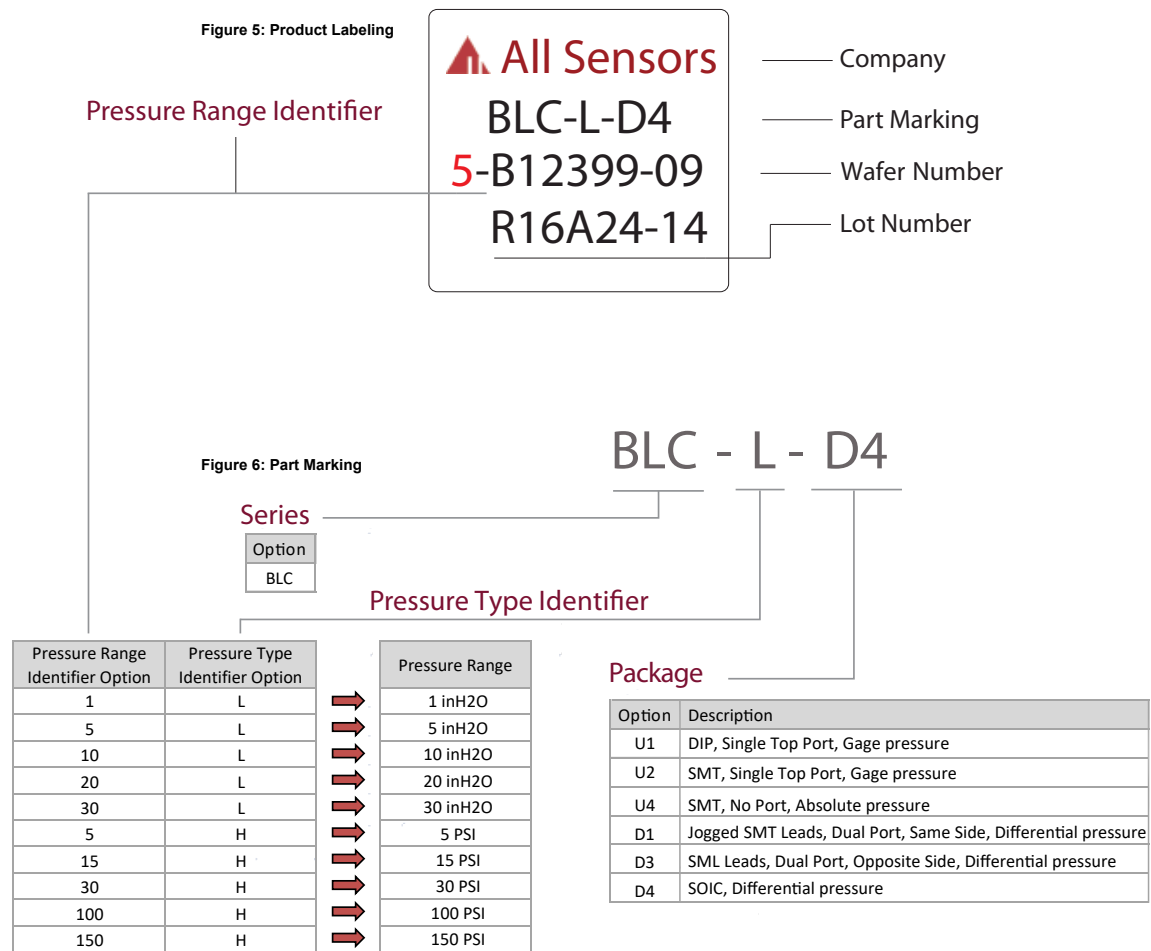 Figure 5: Product Labeling
All Sensors
Company
Pressure Range Identifier
BLC-L-D4
Part Marking
5-B12399-09
Wafer Number
R16A24-14
Lot Number
BLC - L - D4
Figure 6: Part Marking
Series
Option
BLC
Pressure Type Identifier
Pressure Range Identifier Option Pressure Type Identifier Option Pressure Range
1 L 1 inH2O
5 L 5 inH2O
10 L 10 inH2O
20 L 20 inH2O
30 L 30 inH2O
5 H 5 PSI
15 H 15 PSI
30 H 30 PSI
100 H 100 PSI
150 H 150 PSI
Package
Option Description
U1 DIP, Single Top Port, Gage pressure
U2 SMT, Single Top Port, Gage pressure
U4 SMT, No Port, Absolute pressure
D1 Jogged SMT Leads, Dual Port, Same Side, Differential pressure
D3 SML Leads, Dual Port, Opposite Side, Differential pressure
D4 SOIC, Differential pressure